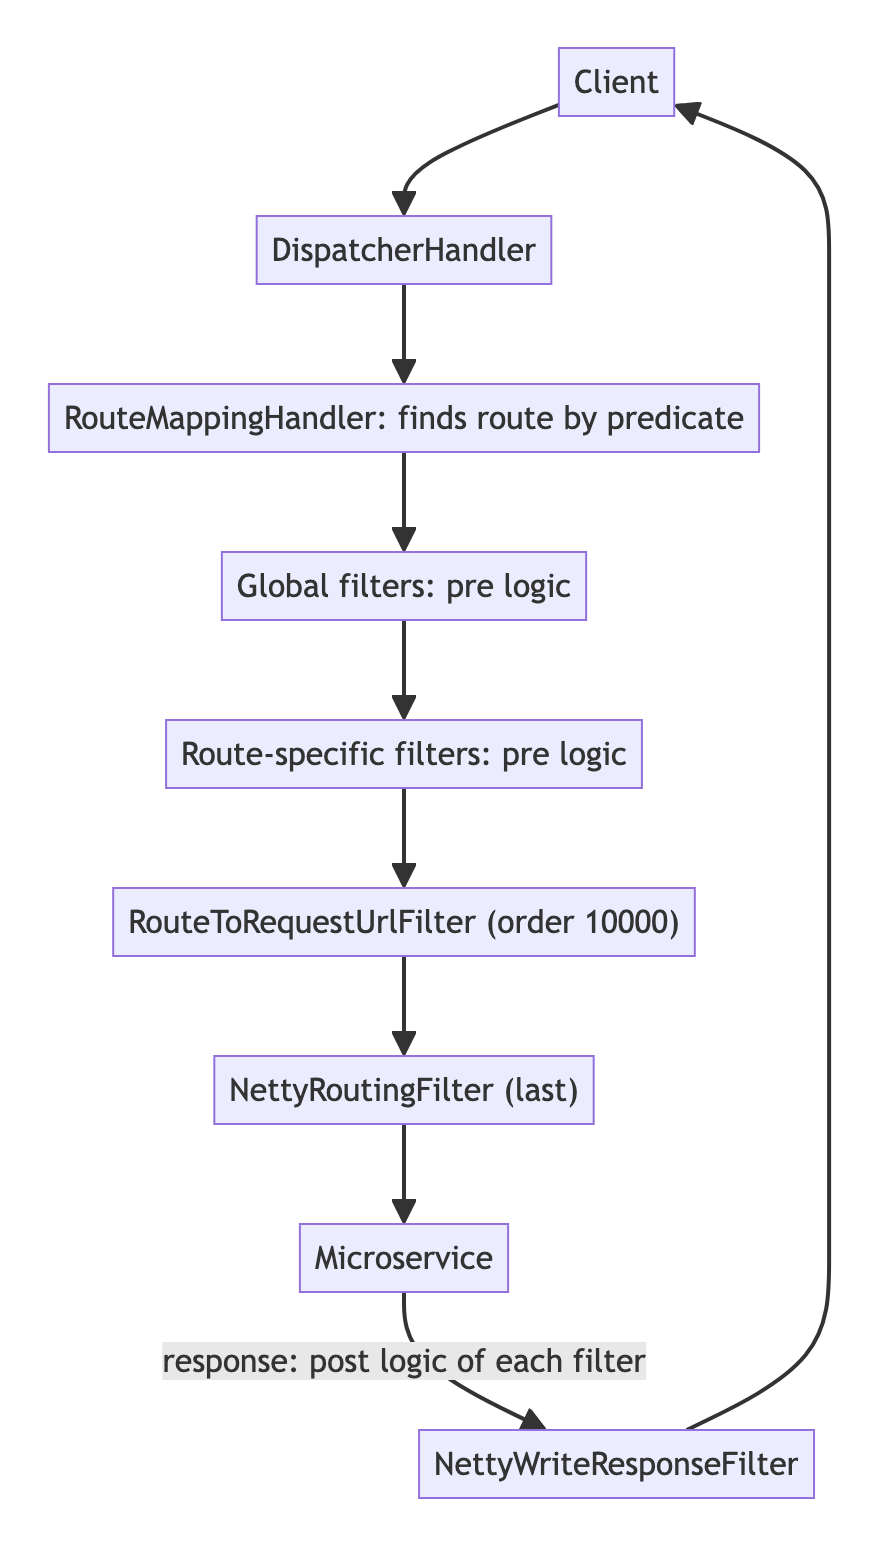 Client
DispatcherHandler
RouteMappingHandler: finds route by predicate
Global filters: pre logic
Route-specific filters: pre logic
RouteToRequestUrlFilter (order 10000)
NettyRoutingFilter (last)
Microservice
response: post logic of each filter
NettyWriteResponseFilter